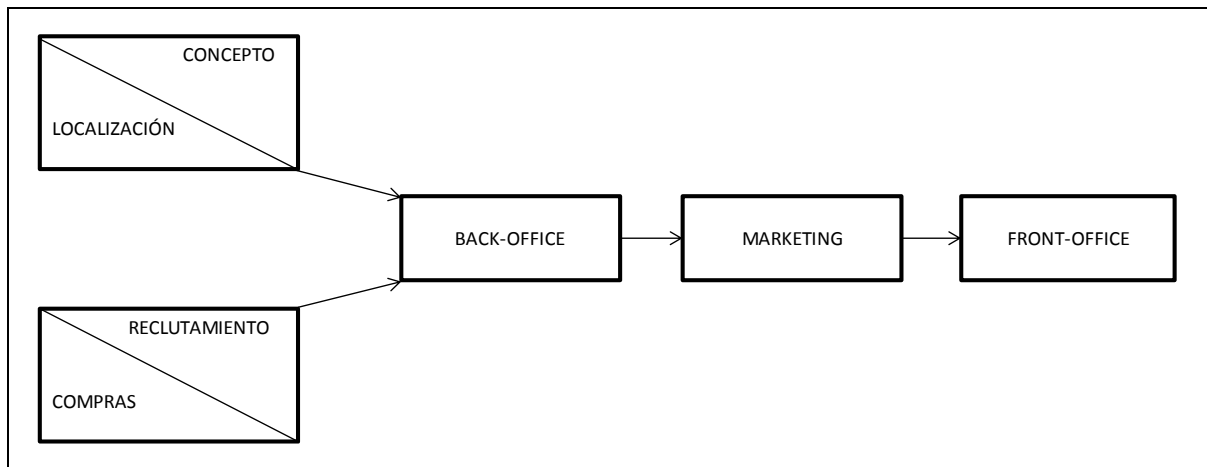 CONCEPTO
LOCALIZACIÓN
BACK-OFFICE
MARKETING
FRONT-OFFICE
RECLUTAMIENTO
COMPRAS